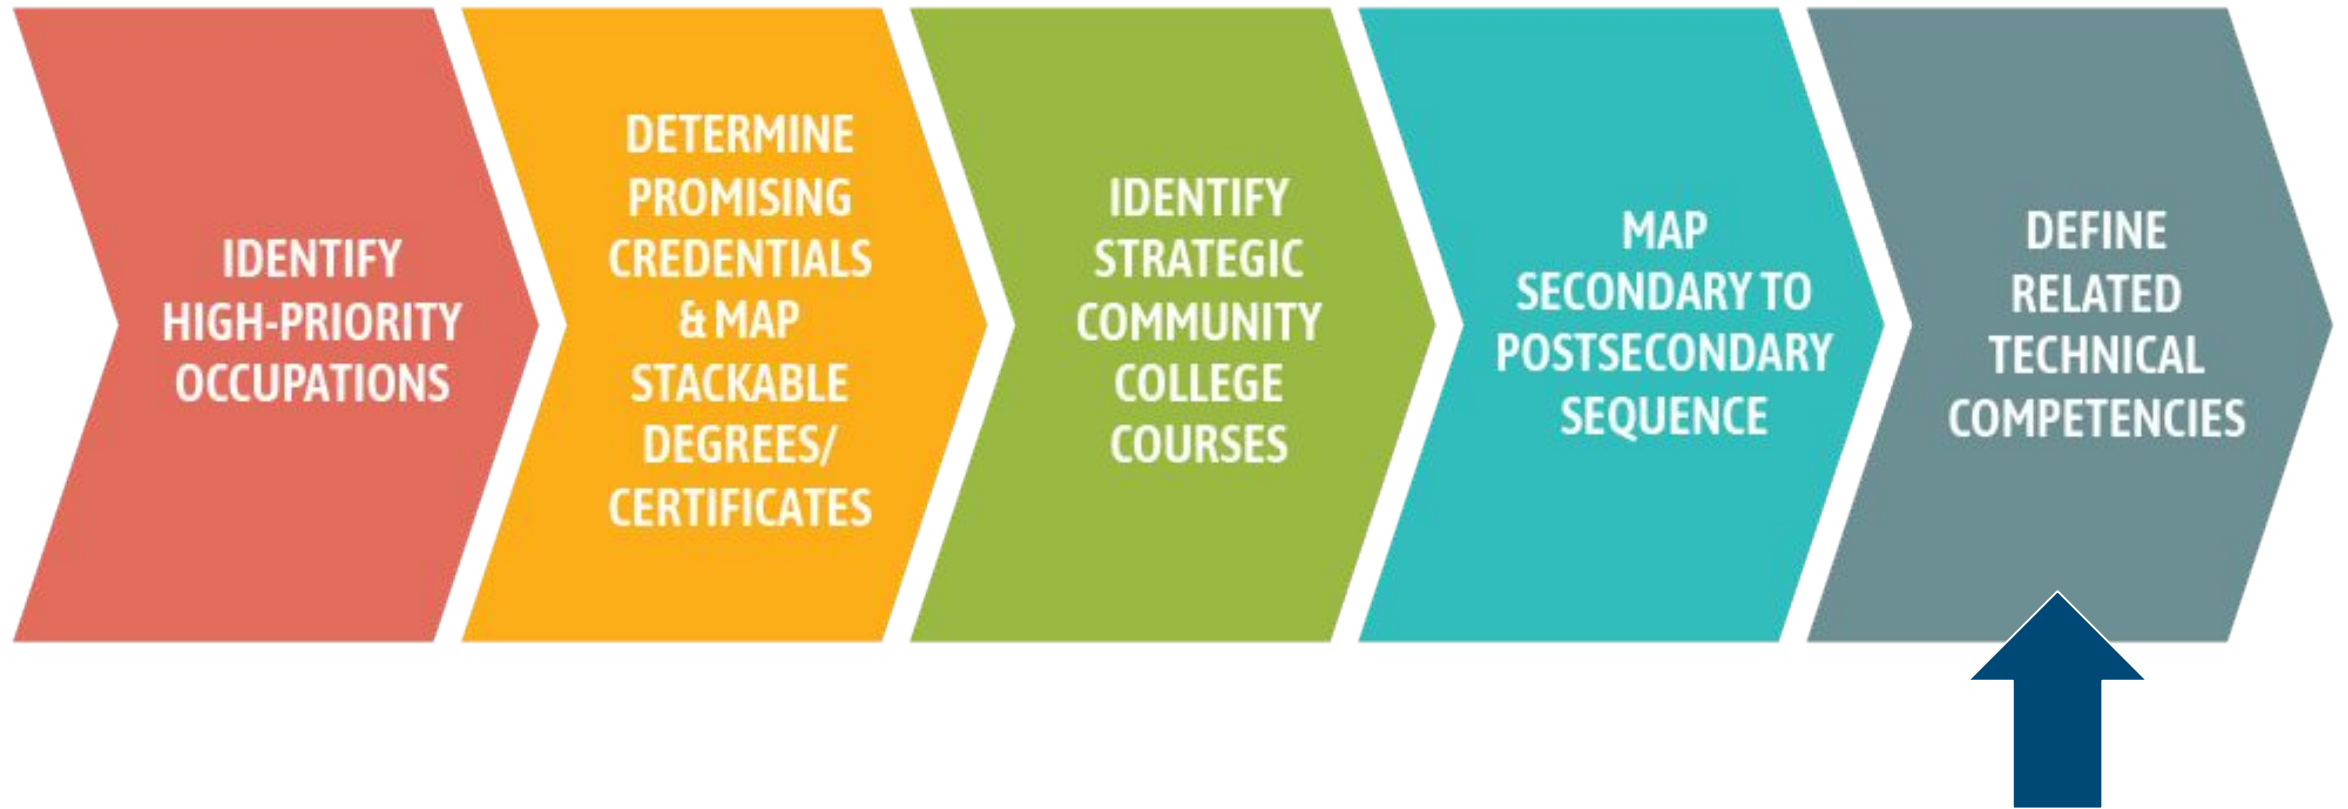 IDENTIFY
HIGH-PRIORITY
OCCUPATIONS
DETERMINE
PROMISING
CREDENTIALS
& MAP
STACKABLE
DEGREES/
CERTIFICATES
IDENTIFY
STRATEGIC
COMMUNITY
COLLEGE
COURSES
MAP
SECONDARY TO
POSTSECONDARY
SEQUENCE
DEFINE
RELATED
TECHNICAL
COMPETENCIES